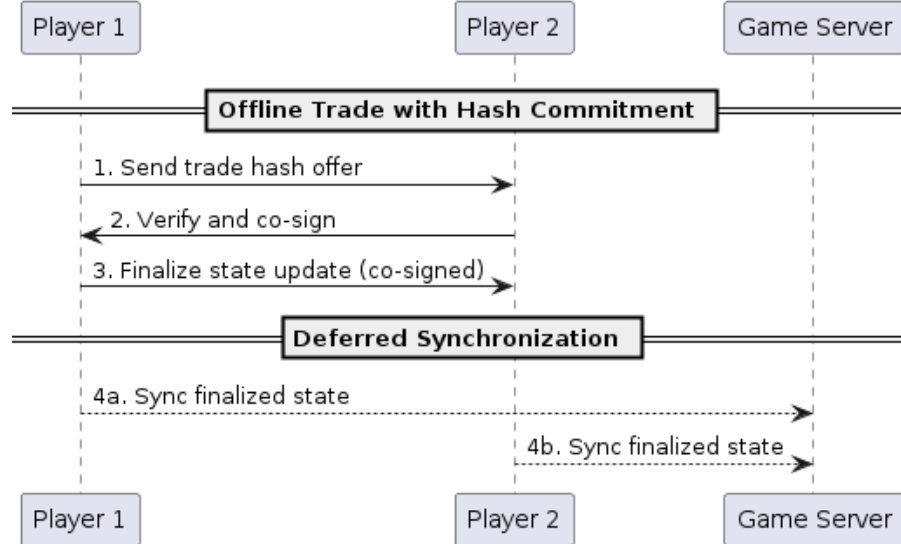 Player 1
Player 2
Game Server
Offline Trade with Hash Commitment
1. Send trade hash offer
2. Verify and co-sign
3. Finalize state update (co-signed)
Deferred Synchronization
4a. Sync finalized state
4b. Sync finalized state
Player 1
Player 2
Game Server